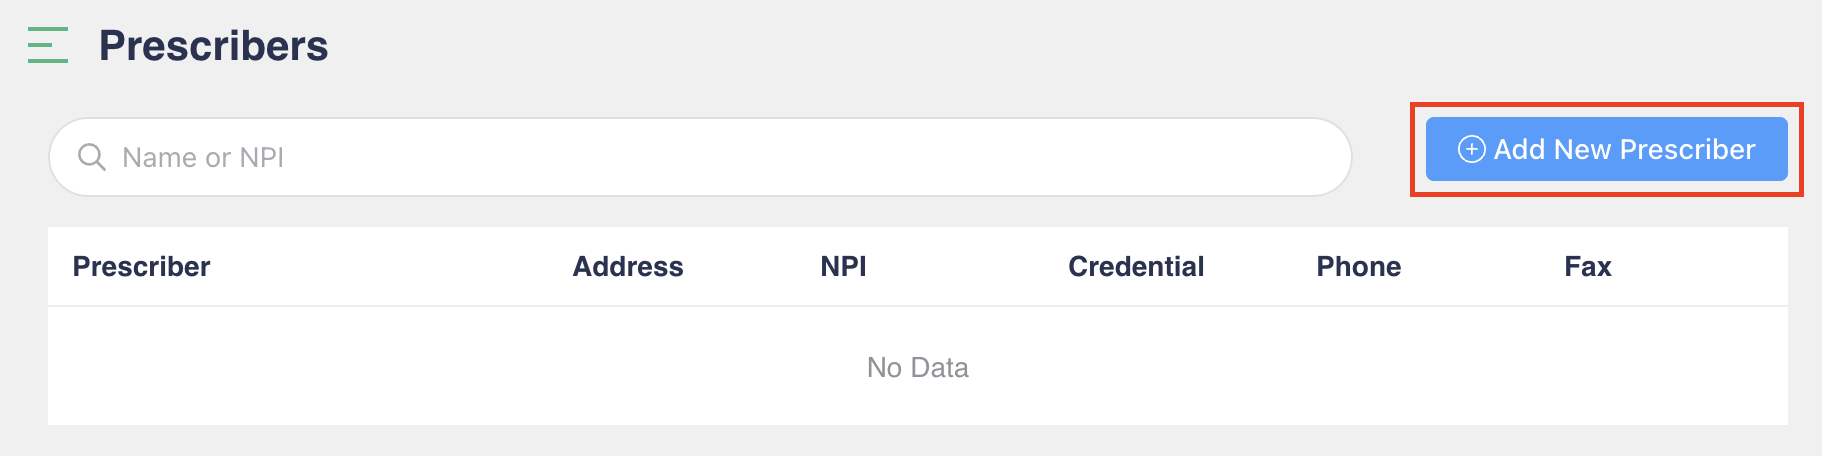 Prescribers
Name or NPI
Add New Prescriber
Prescriber Address NPI Credential Phone Fax
No Data